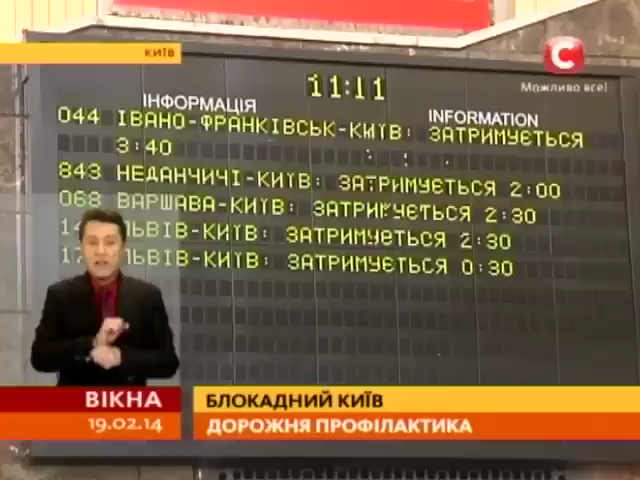 КИЇВ
С
Можливо все!
11:11
ІНФОРМАЦІЯ
INFORMATION
044 ІВАНО-ФРАНКІВСЬК-КИЇВ: ЗАТРИМУЄТЬСЯ
3:40
843 НЕДАНЧИЧІ-КИЇВ: ЗАТРИМУЄТЬСЯ 2:00
068 ВАРШАВА-КИЇВ: ЗАТРИМУЄТЬСЯ 2:30
ЛЬВІВ-КИЇВ: ЗАТРИМУЄТЬСЯ 2:30
ЛЬВІВ-КИЇВ: ЗАТРИМУЄТЬСЯ 0:30
ВІКНА
19.02.14
БЛОКАДНИЙ КИЇВ
ДОРОЖНЯ ПРОФІЛАКТИКА